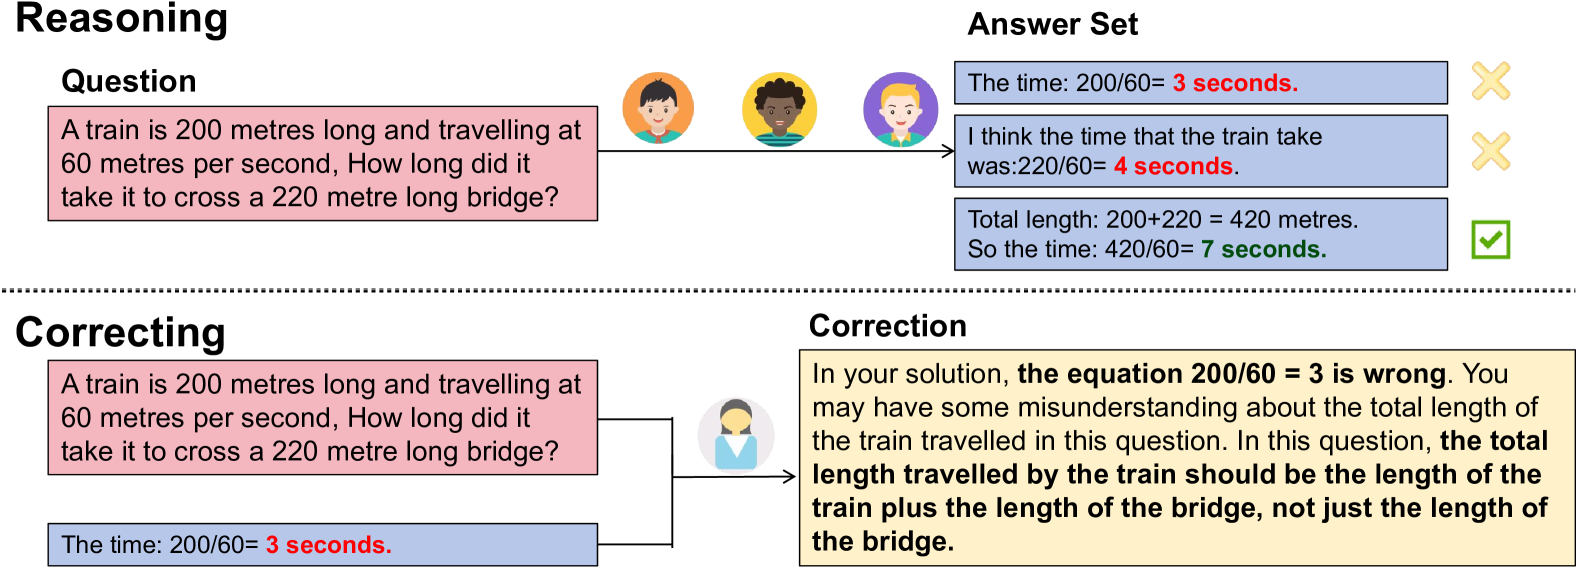 Reasoning
Question
A train is 200 metres long and travelling at
60 metres per second, How long did it
take it to cross a 220 metre long bridge?
Answer Set
The time: 200/60= 3 seconds.
I think the time that the train take
was:220/60= 4 seconds.
Total length: 200+220 = 420 metres.
So the time: 420/60= 7 seconds.
Correcting
A train is 200 metres long and travelling at
60 metres per second, How long did it
take it to cross a 220 metre long bridge?
The time: 200/60= 3 seconds.
Correction
In your solution, the equation 200/60 = 3 is wrong. You
may have some misunderstanding about the total length of
the train travelled in this question. In this question, the total
length travelled by the train should be the length of the
train plus the length of the bridge, not just the length of
the bridge.